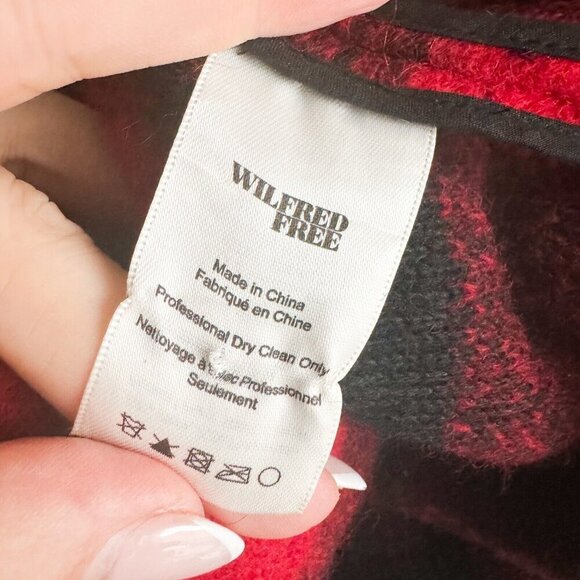 WILFRED
FREE
Made in China
Fabriqué en Chine
Professional Dry Clean Only
Nettoyage à Sec Professionnel
Seulement